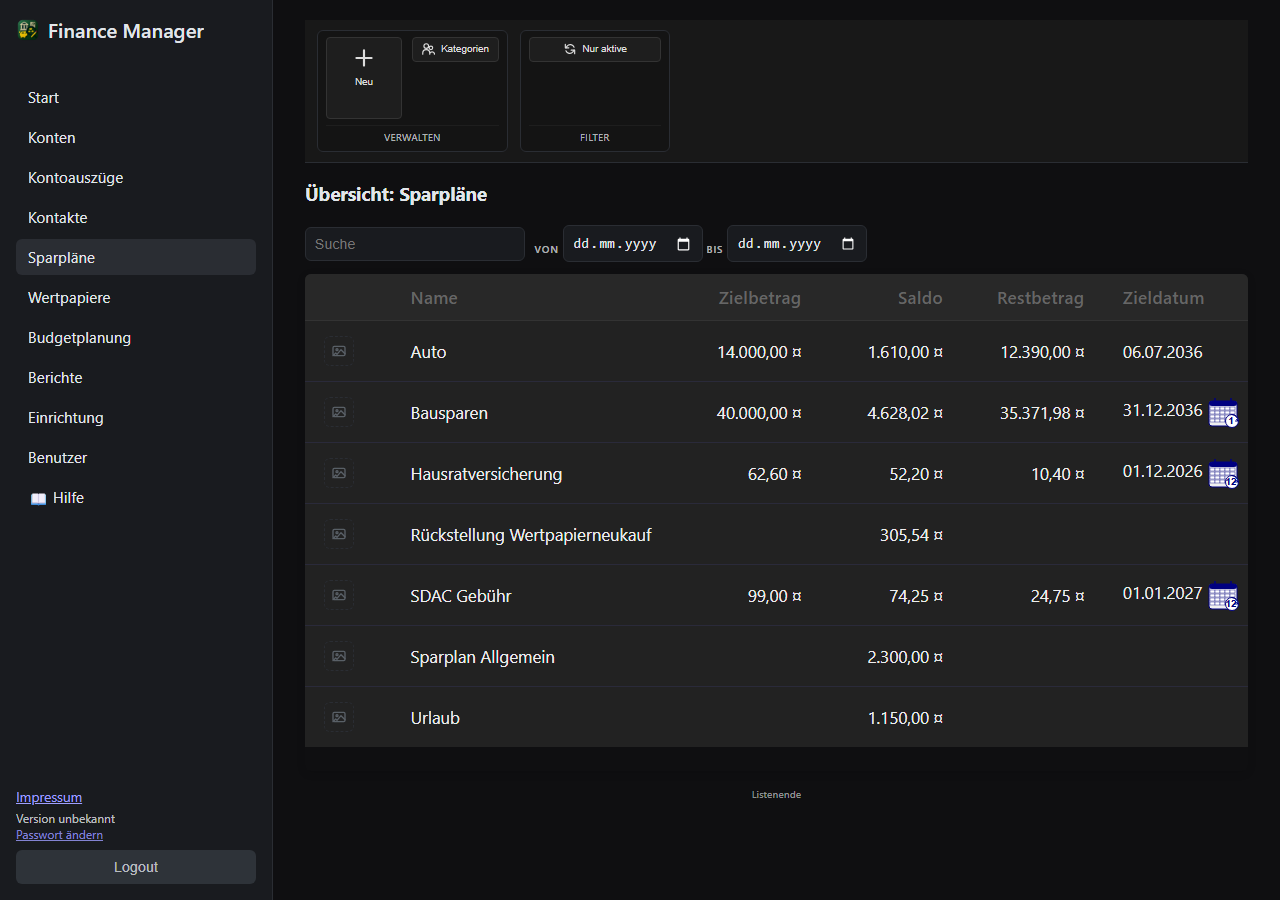 Finance Manager
Start
Konten
Kontoauszüge
Kontakte
Sparpläne
Wertpapiere
Budgetplanung
Berichte
Einrichtung
Benutzer
Hilfe
Impressum
Version unbekannt
Passwort ändern
Logout
Neu
Kategorien
VERWALTEN
Nur aktive
FILTER
Übersicht: Sparpläne
Suche VON dd.mm.yyyy BIS dd.mm.yyyy
Name Zielbetrag Saldo Restbetrag Zieldatum
Auto 14.000,00 ¤ 1.610,00 ¤ 12.390,00 ¤ 06.07.2036
Bausparen 40.000,00 ¤ 4.628,02 ¤ 35.371,98 ¤ 31.12.2036 1
Hausratversicherung 62,60 ¤ 52,20 ¤ 10,40 ¤ 01.12.2026 12
Rückstellung Wertpapierneukauf 305,54 ¤
SDAC Gebühr 99,00 ¤ 74,25 ¤ 24,75 ¤ 01.01.2027 12
Sparplan Allgemein 2.300,00 ¤
Urlaub 1.150,00 ¤
Listenende